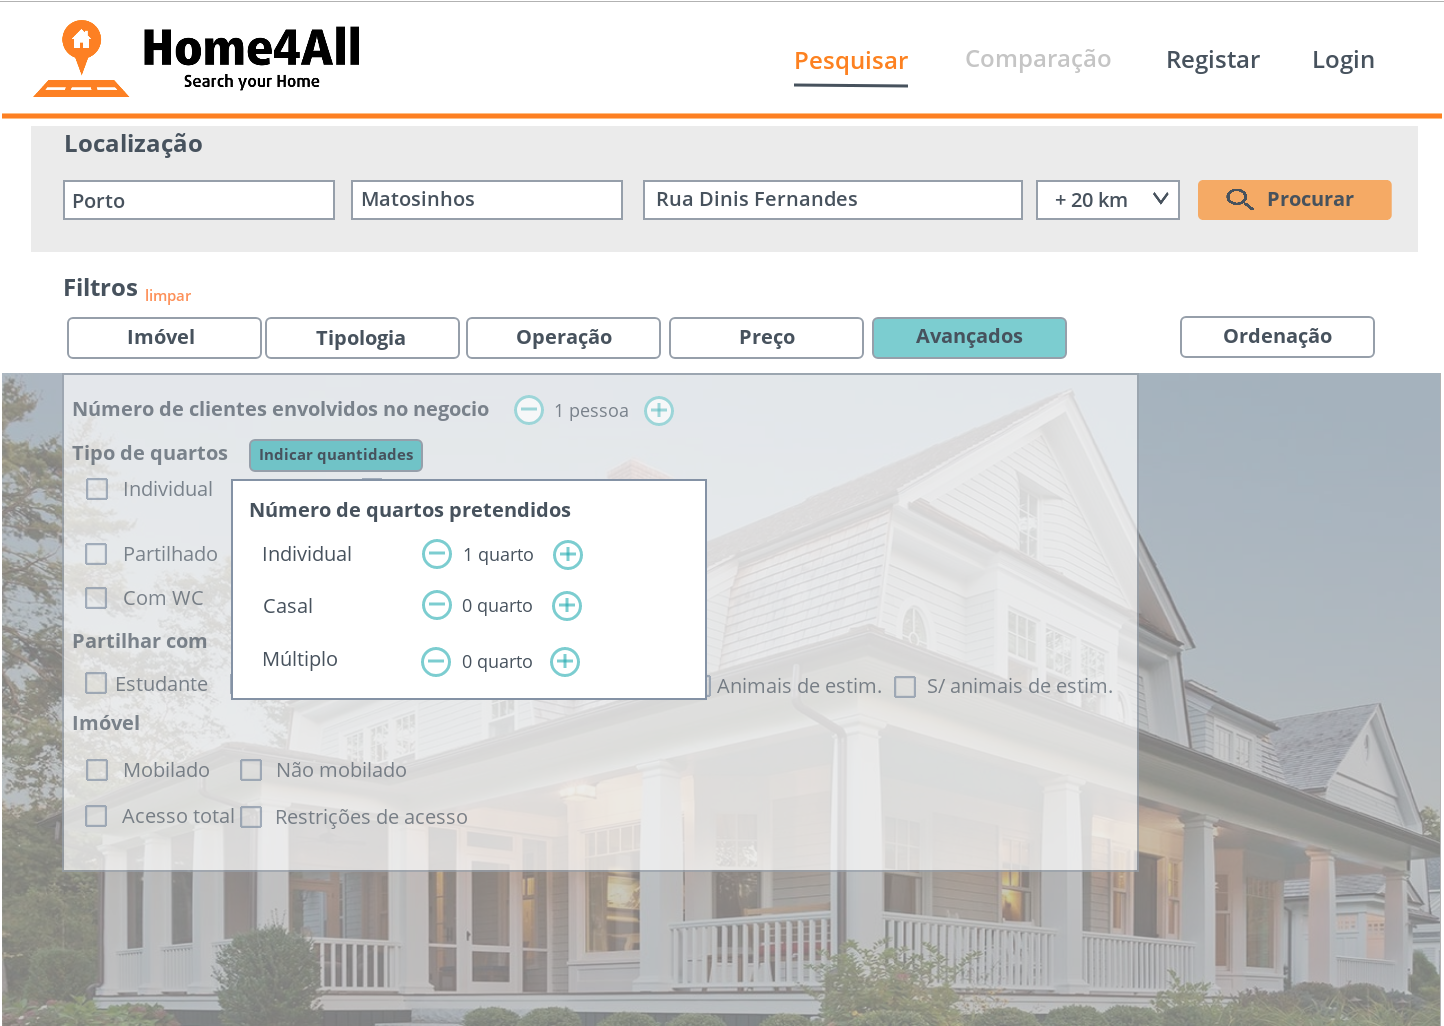 Home4All
Search your Home
Pesquisar Comparação Registar Login
Localização
Porto Matosinhos Rua Dinis Fernandes + 20 km Procurar
Filtros limpar
Imóvel Tipologia Operação Preço Avançados Ordenação
Número de clientes envolvidos no negocio 1 pessoa
Tipo de quartos Indicar quantidades
Individual
Número de quartos pretendidos
Individual 1 quarto
Casal 0 quarto
Múltiplo 0 quarto
Partilhado
Com WC
Partilhar com
Estudante Animais de estim. S/ animais de estim.
Imóvel
Mobilado Não mobilado
Acesso total Restrições de acesso